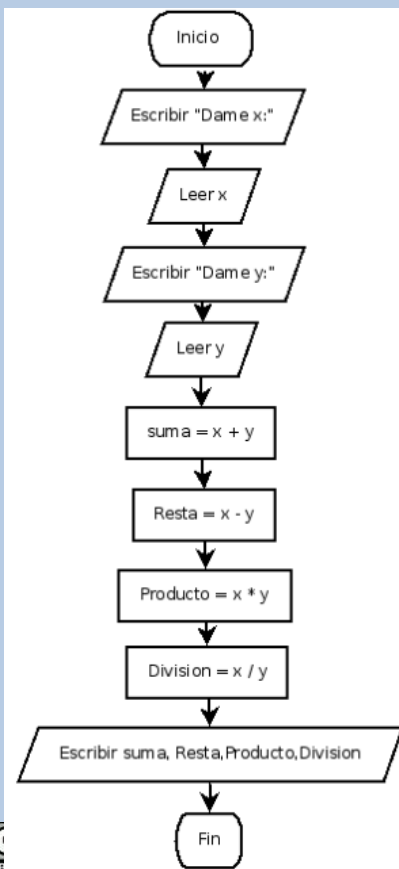 Inicio
Escribir "Dame x:"
Leer x
Escribir "Dame y:"
Leer y
suma = x + y
Resta = x - y
Producto = x * y
Division = x / y
Escribir suma, Resta,Producto,Division
Fin